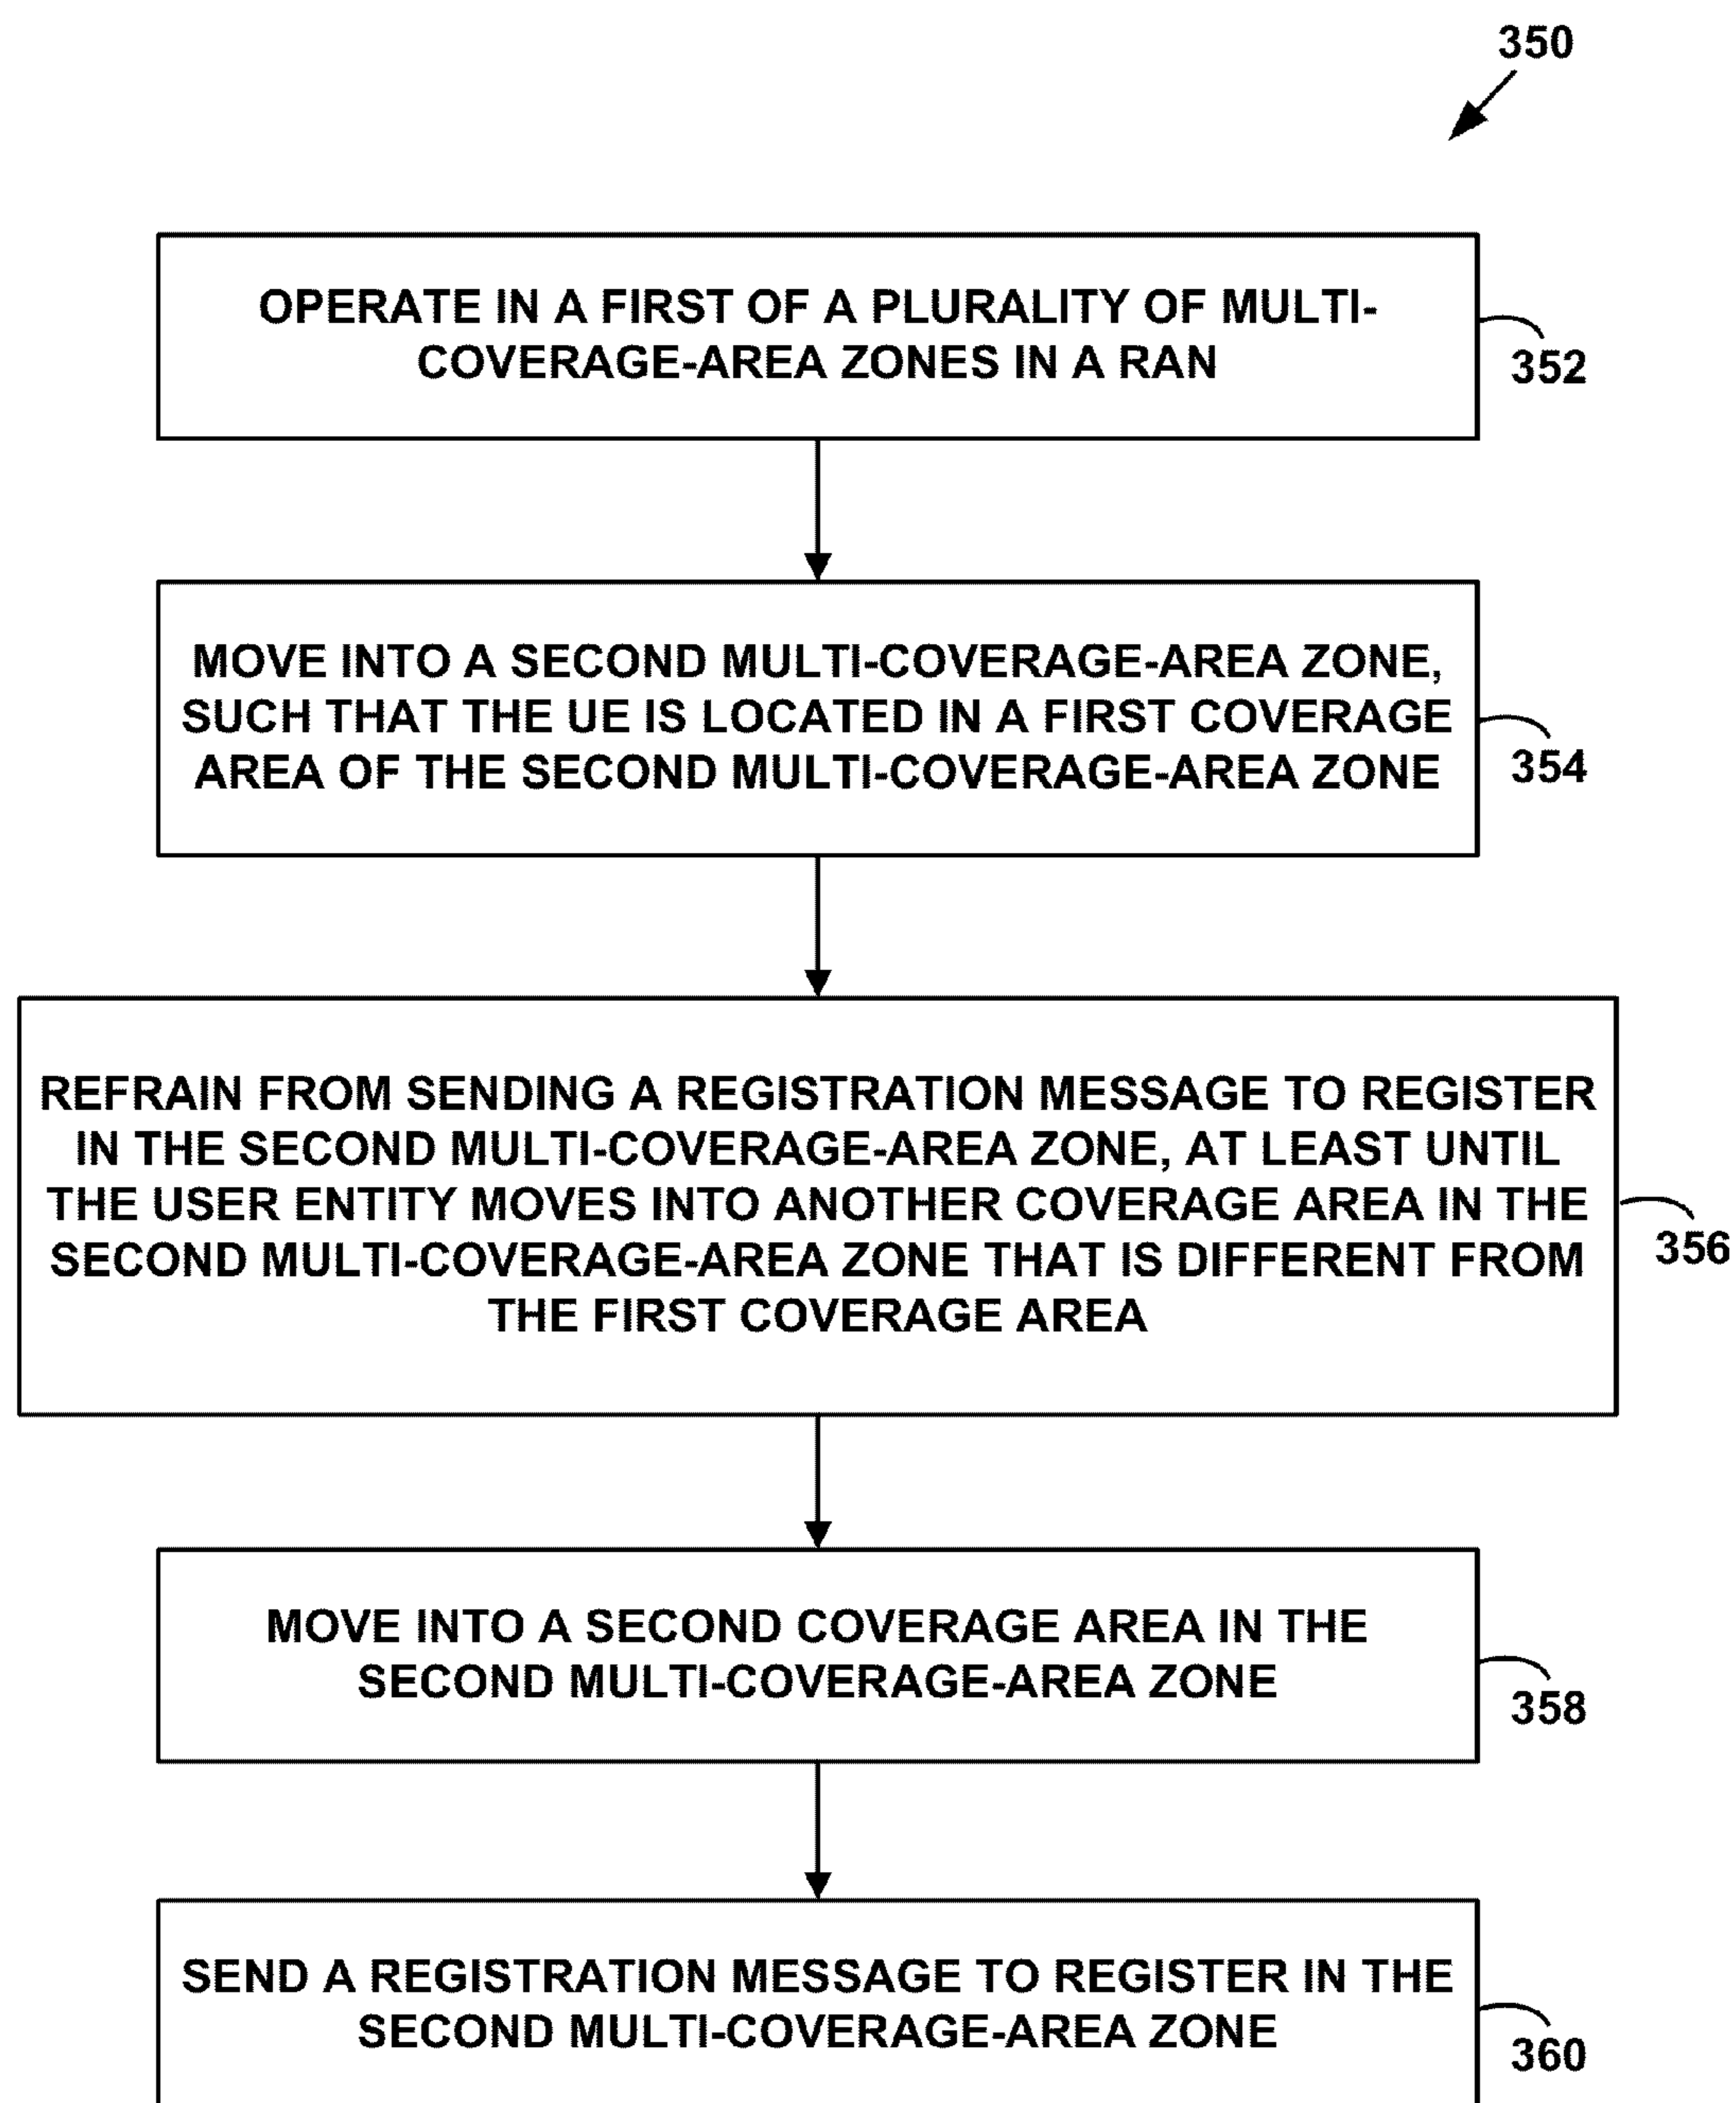 350
OPERATE IN A FIRST OF A PLURALITY OF MULTI-
COVERAGE-AREA ZONES IN A RAN
352
MOVE INTO A SECOND MULTI-COVERAGE-AREA ZONE,
SUCH THAT THE UE IS LOCATED IN A FIRST COVERAGE
AREA OF THE SECOND MULTI-COVERAGE-AREA ZONE
354
REFRAIN FROM SENDING A REGISTRATION MESSAGE TO REGISTER
IN THE SECOND MULTI-COVERAGE-AREA ZONE, AT LEAST UNTIL
THE USER ENTITY MOVES INTO ANOTHER COVERAGE AREA IN THE
SECOND MULTI-COVERAGE-AREA ZONE THAT IS DIFFERENT FROM
THE FIRST COVERAGE AREA
356
MOVE INTO A SECOND COVERAGE AREA IN THE
SECOND MULTI-COVERAGE-AREA ZONE
358
SEND A REGISTRATION MESSAGE TO REGISTER IN THE
SECOND MULTI-COVERAGE-AREA ZONE
360